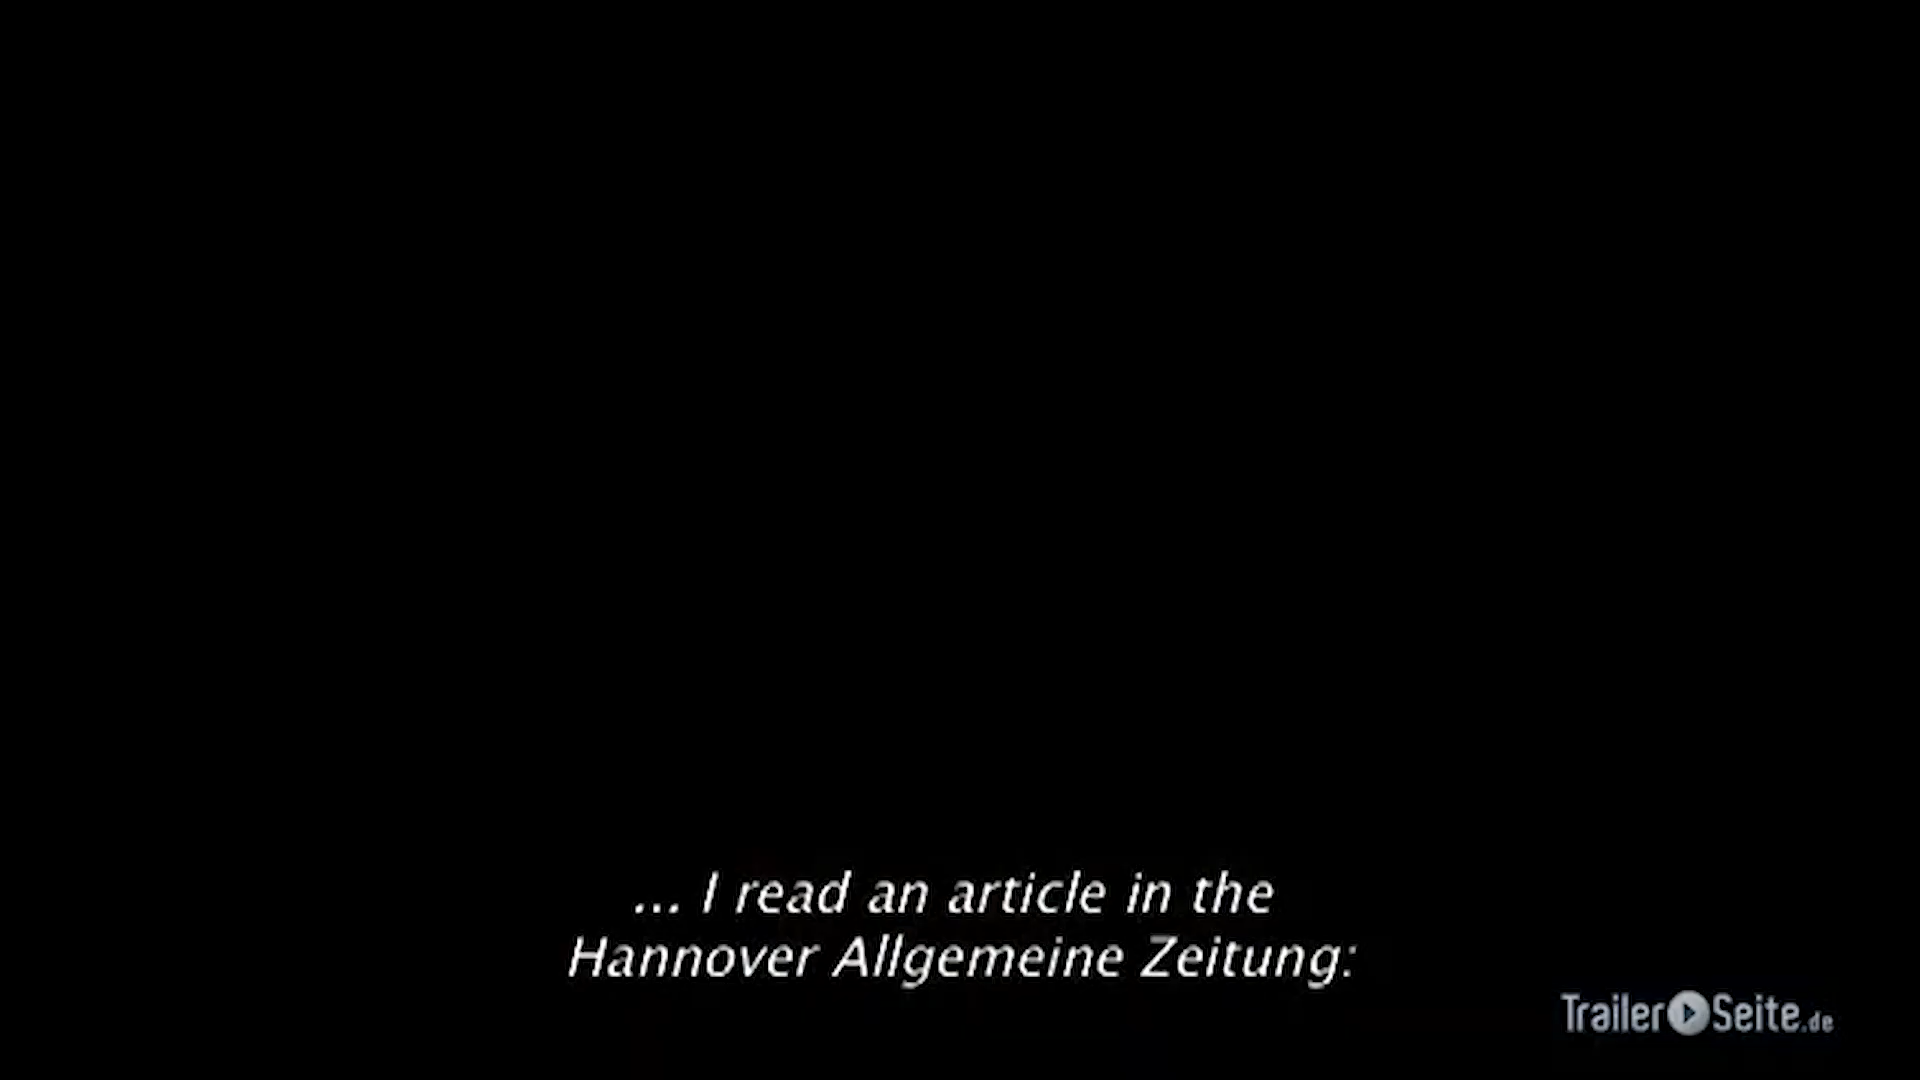 ... I read an article in the
Hannover Allgemeine Zeitung:
TrailerSeite.de